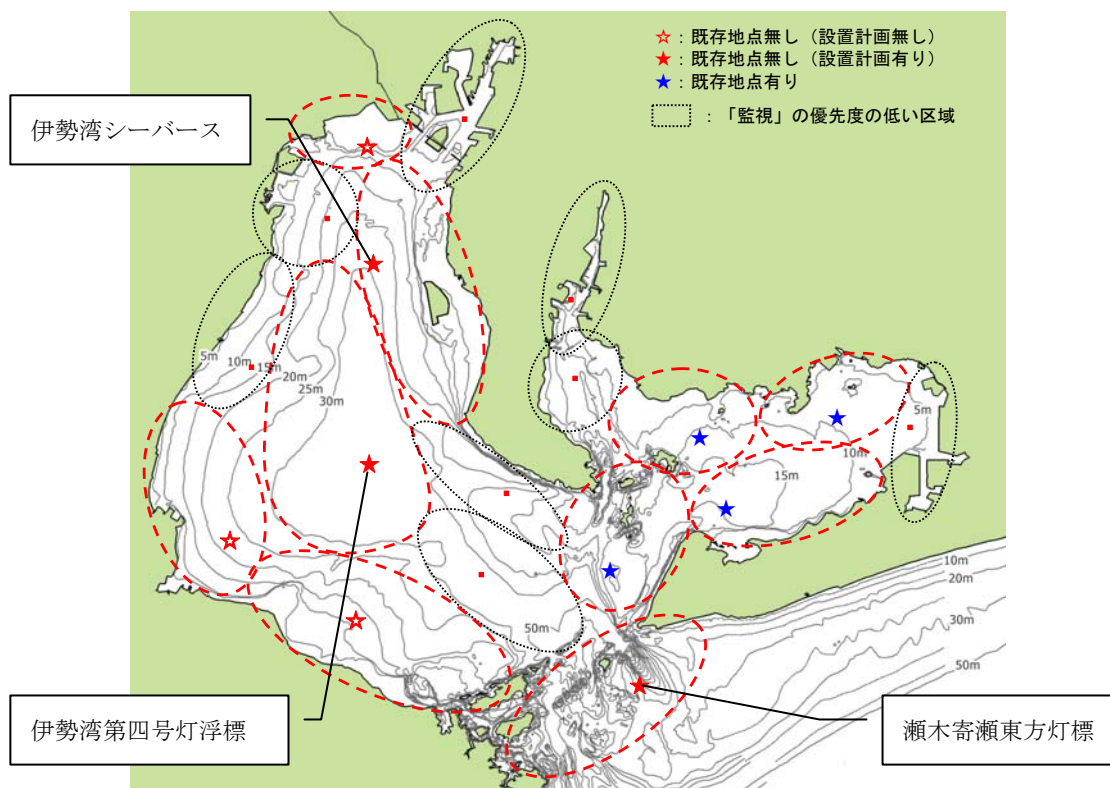 ☆：既存地点無し（設置計画無し）
★：既存地点無し（設置計画有り）
★：既存地点有り
：「監視」の優先度の低い区域
伊勢湾シーバース
5m
10m
15m
20m
25m
30m
5m
10m
15m
10m
20m
30m
50m
50m
伊勢湾第四号灯浮標
瀬木寄瀬東方灯標